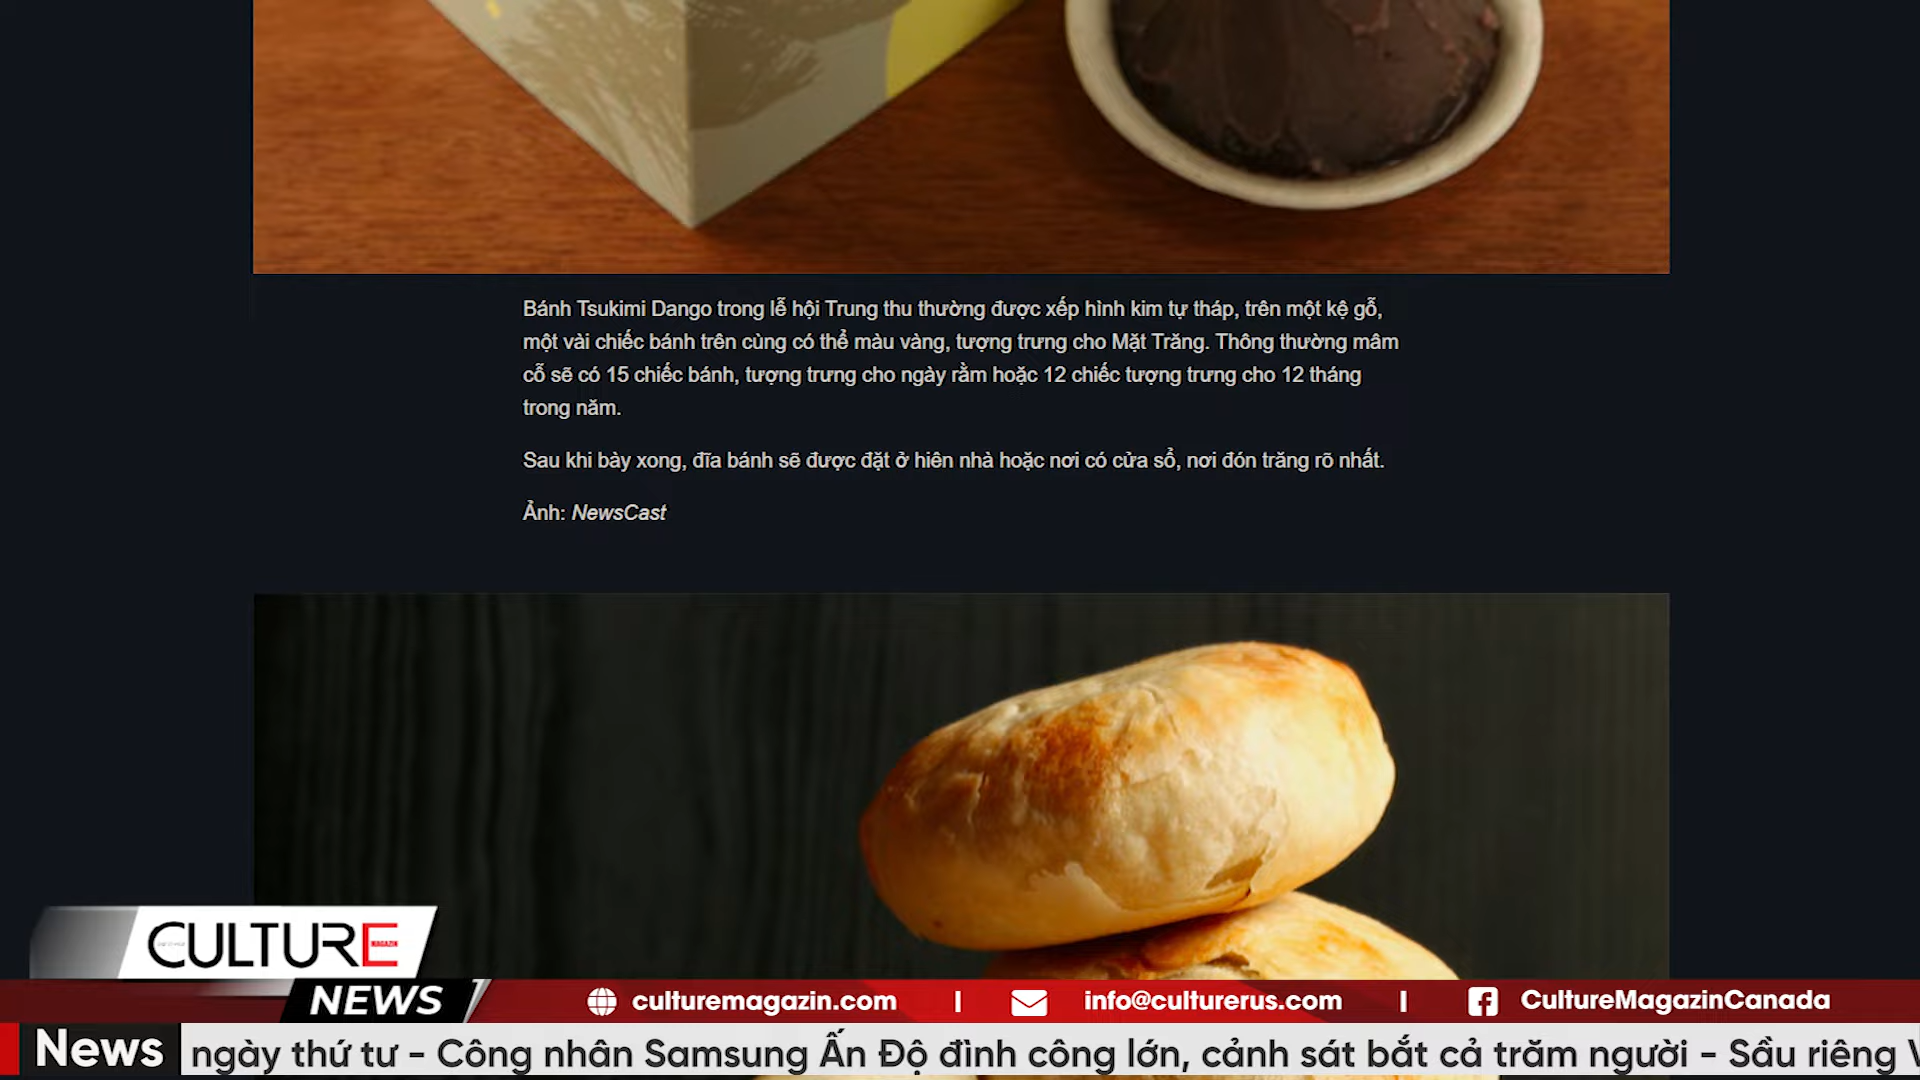 Bánh Tsukimi Dango trong lễ hội Trung thu thường được xếp hình kim tự tháp, trên một kệ gỗ,
một vài chiếc bánh trên cùng có thể màu vàng, tượng trưng cho Mặt Trăng. Thông thường mâm
cỗ sẽ có 15 chiếc bánh, tượng trưng cho ngày rằm hoặc 12 chiếc tượng trưng cho 12 tháng
trong năm.
Sau khi bày xong, đĩa bánh sẽ được đặt ở hiên nhà hoặc nơi có cửa sổ, nơi đón trăng rõ nhất.
Ảnh: NewsCast
CULTURE
MAGAZIN
NEWS
culturemagazin.com | info@culturerus.com | CultureMagazinCanada
News ngày thứ tư - Công nhân Samsung Ấn Độ đình công lớn, cảnh sát bắt cả trăm người - Sầu riêng